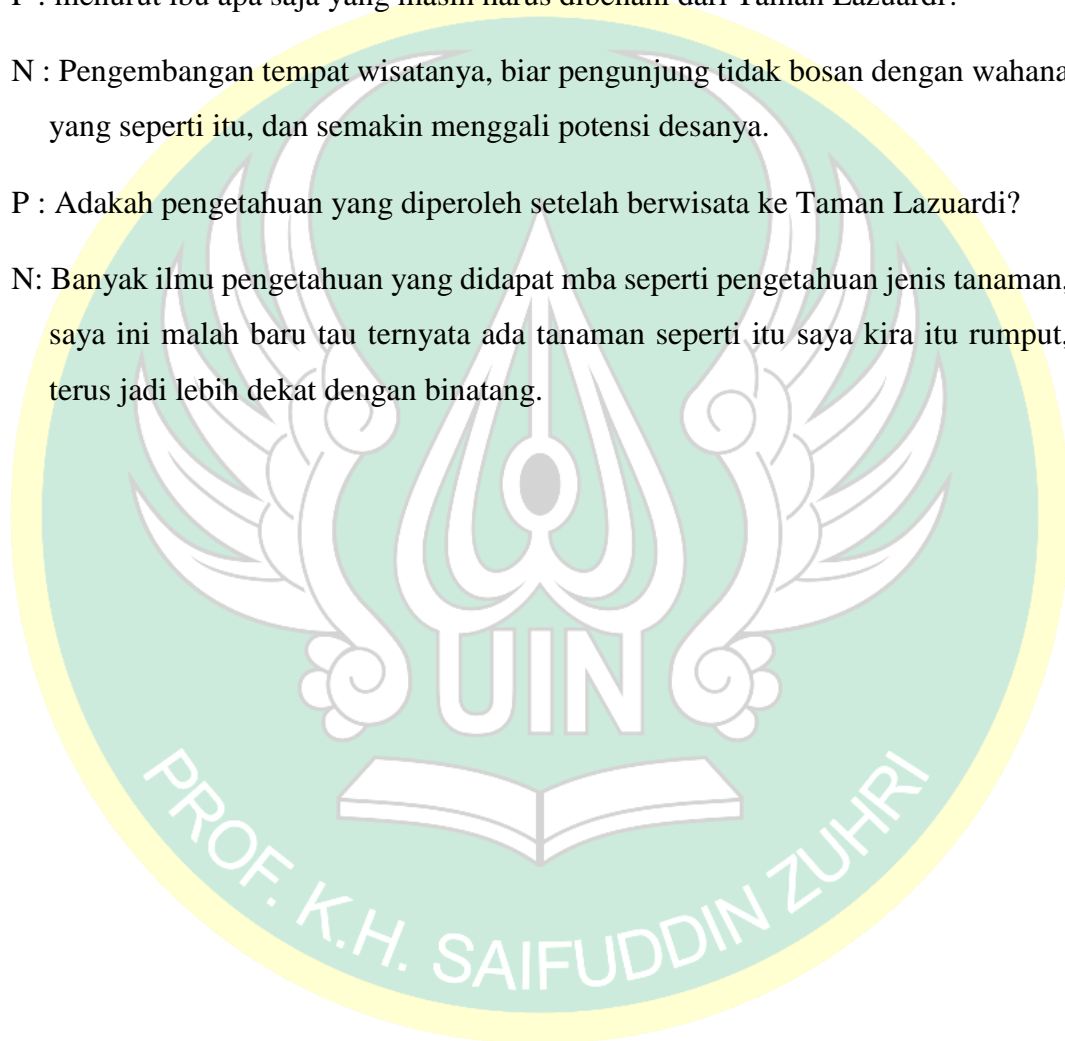 P : menurut ibu apa saja yang masih harus dibenahi dari Taman Lazuardi?
N : Pengembangan tempat wisatanya, biar pengunjung tidak bosan dengan wahana
yang seperti itu, dan semakin menggali potensi desanya.
P : Adakah pengetahuan yang diperoleh setelah berwisata ke Taman Lazuardi?
N: Banyak ilmu pengetahuan yang didapat mba seperti pengetahuan jenis tanaman,
saya ini malah baru tau ternyata ada tanaman seperti itu saya kira itu rumput,
terus jadi lebih dekat dengan binatang.
UIN
PROF. K.H. SAIFUDDIN ZUHRI